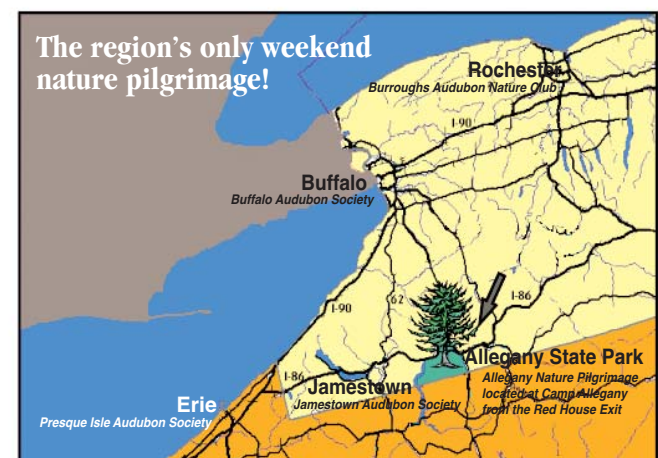 The region's only weekend
nature pilgrimage!
Rochester
Burroughs Audubon Nature Club
I-90
Buffalo
Buffalo Audubon Society
I-90
62
I-86
Allegany State Park
Allegany Nature Pilgrimage
located at Camp Allegany
from the Red House Exit
I-86
Jamestown
Jamestown Audubon Society
Erie
Presque Isle Audubon Society